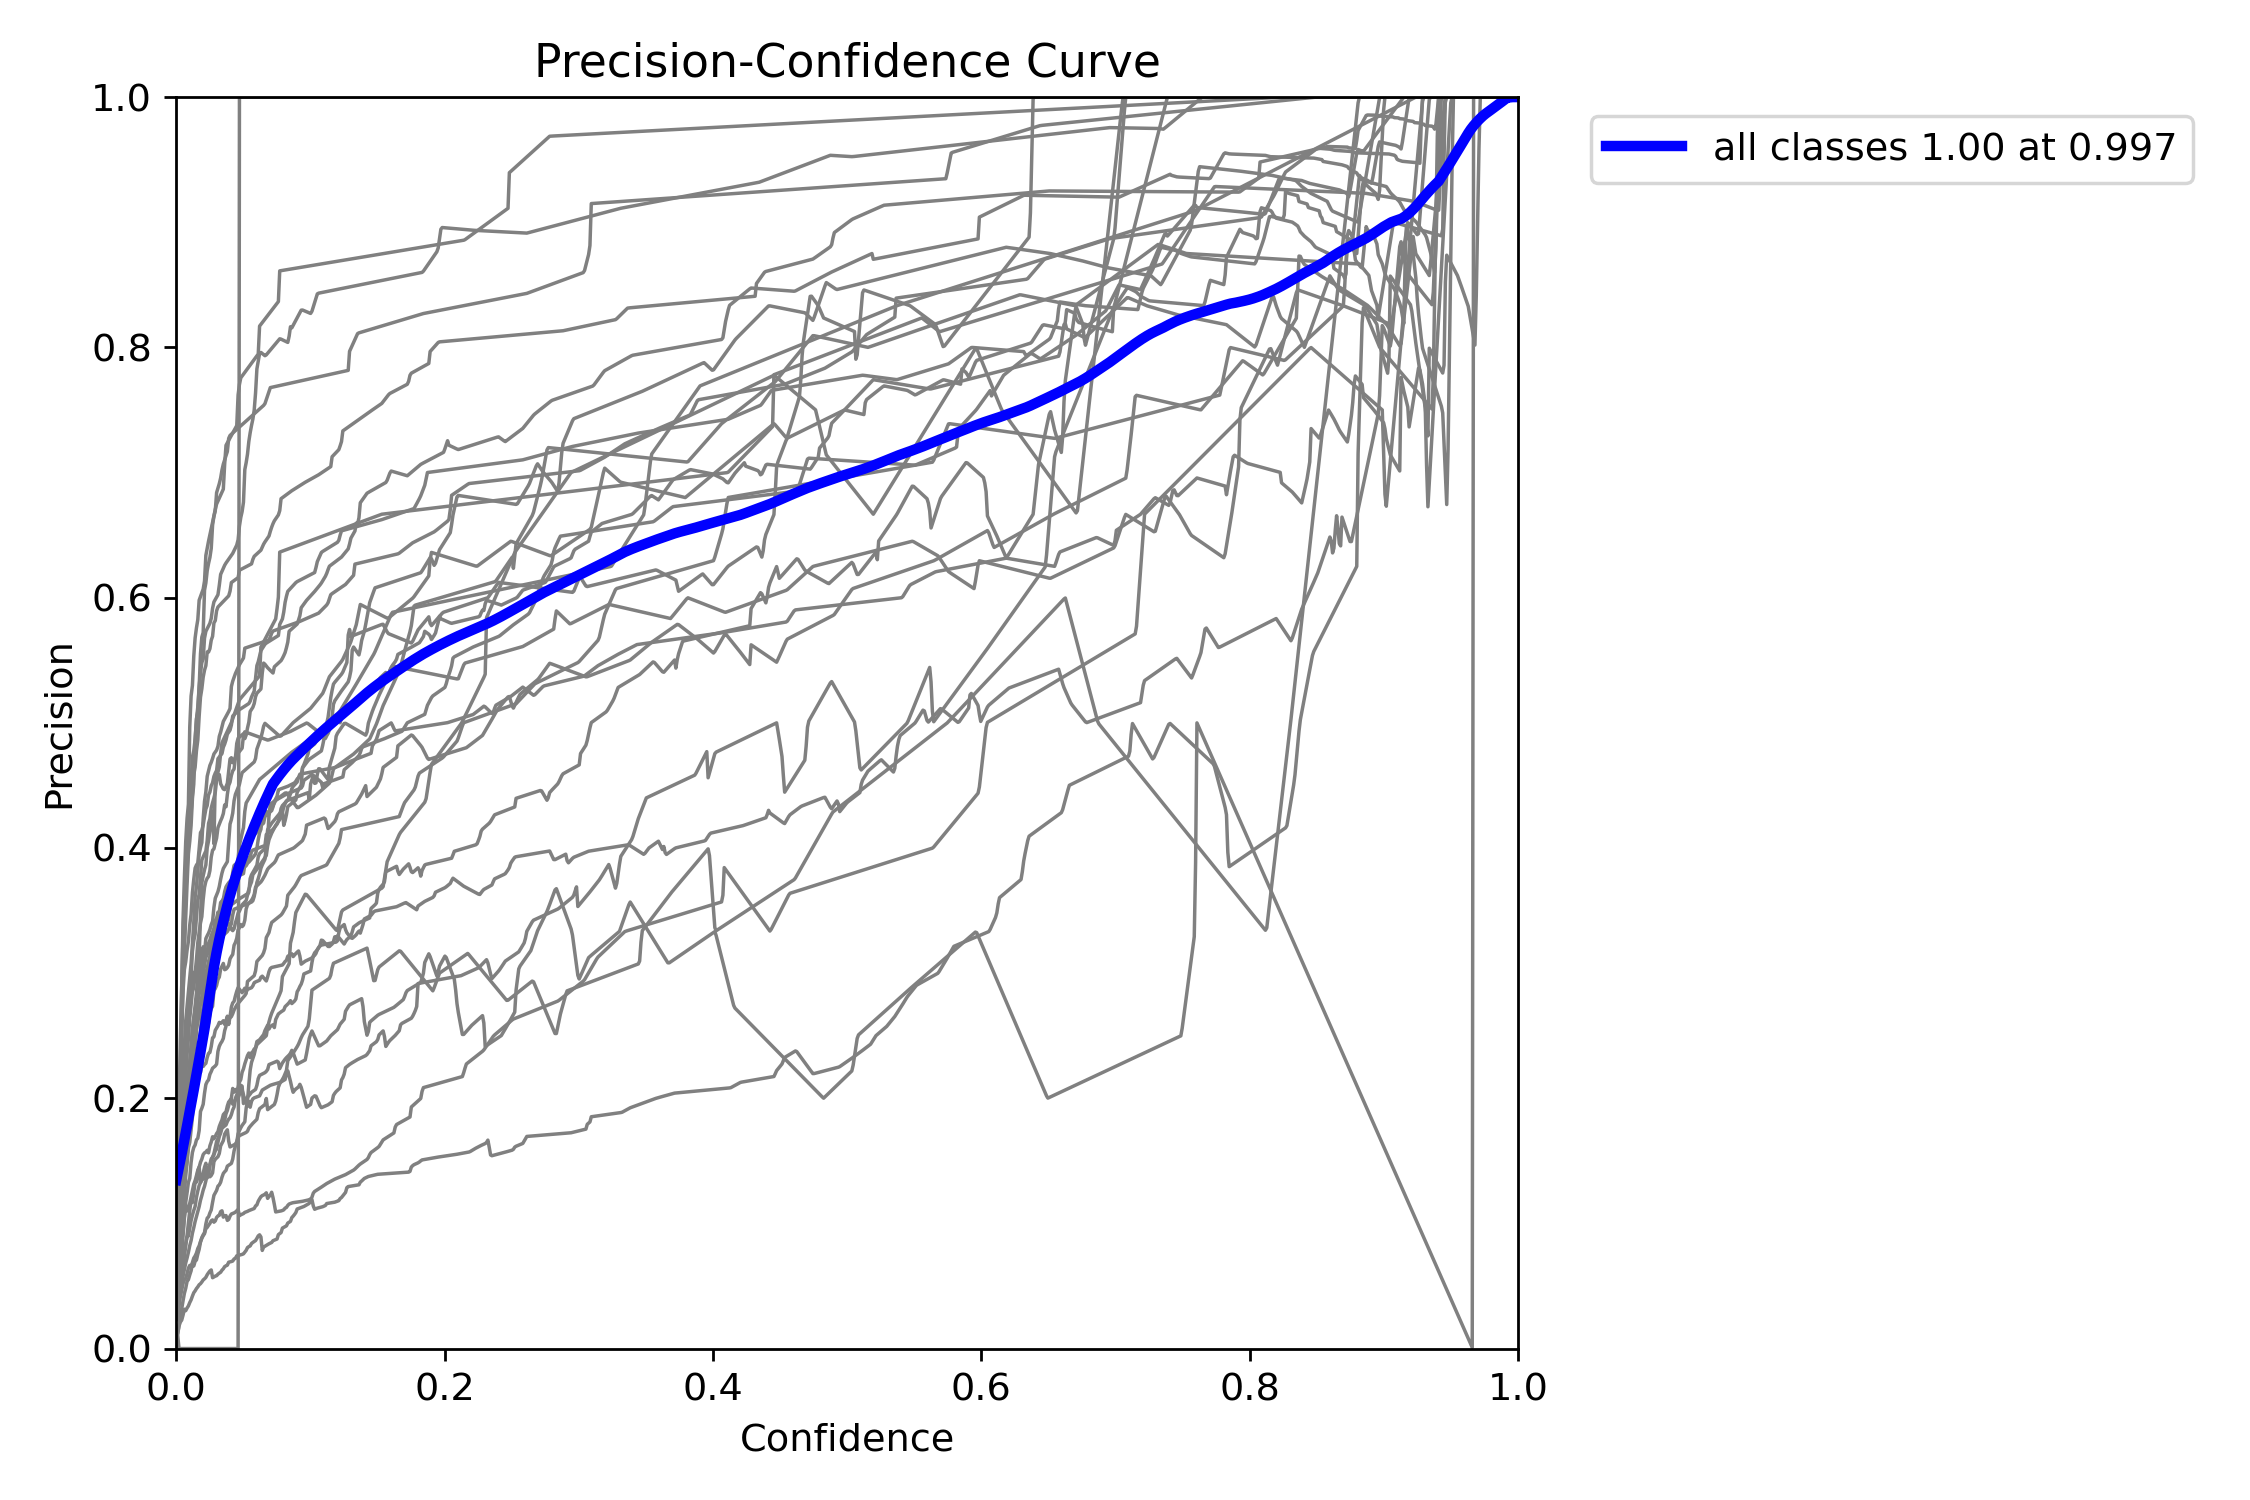 Precision-Confidence Curve
all classes 1.00 at 0.997
Precision
1.0
0.8
0.6
0.4
0.2
0.0
0.0 0.2 0.4 0.6 0.8 1.0
Confidence